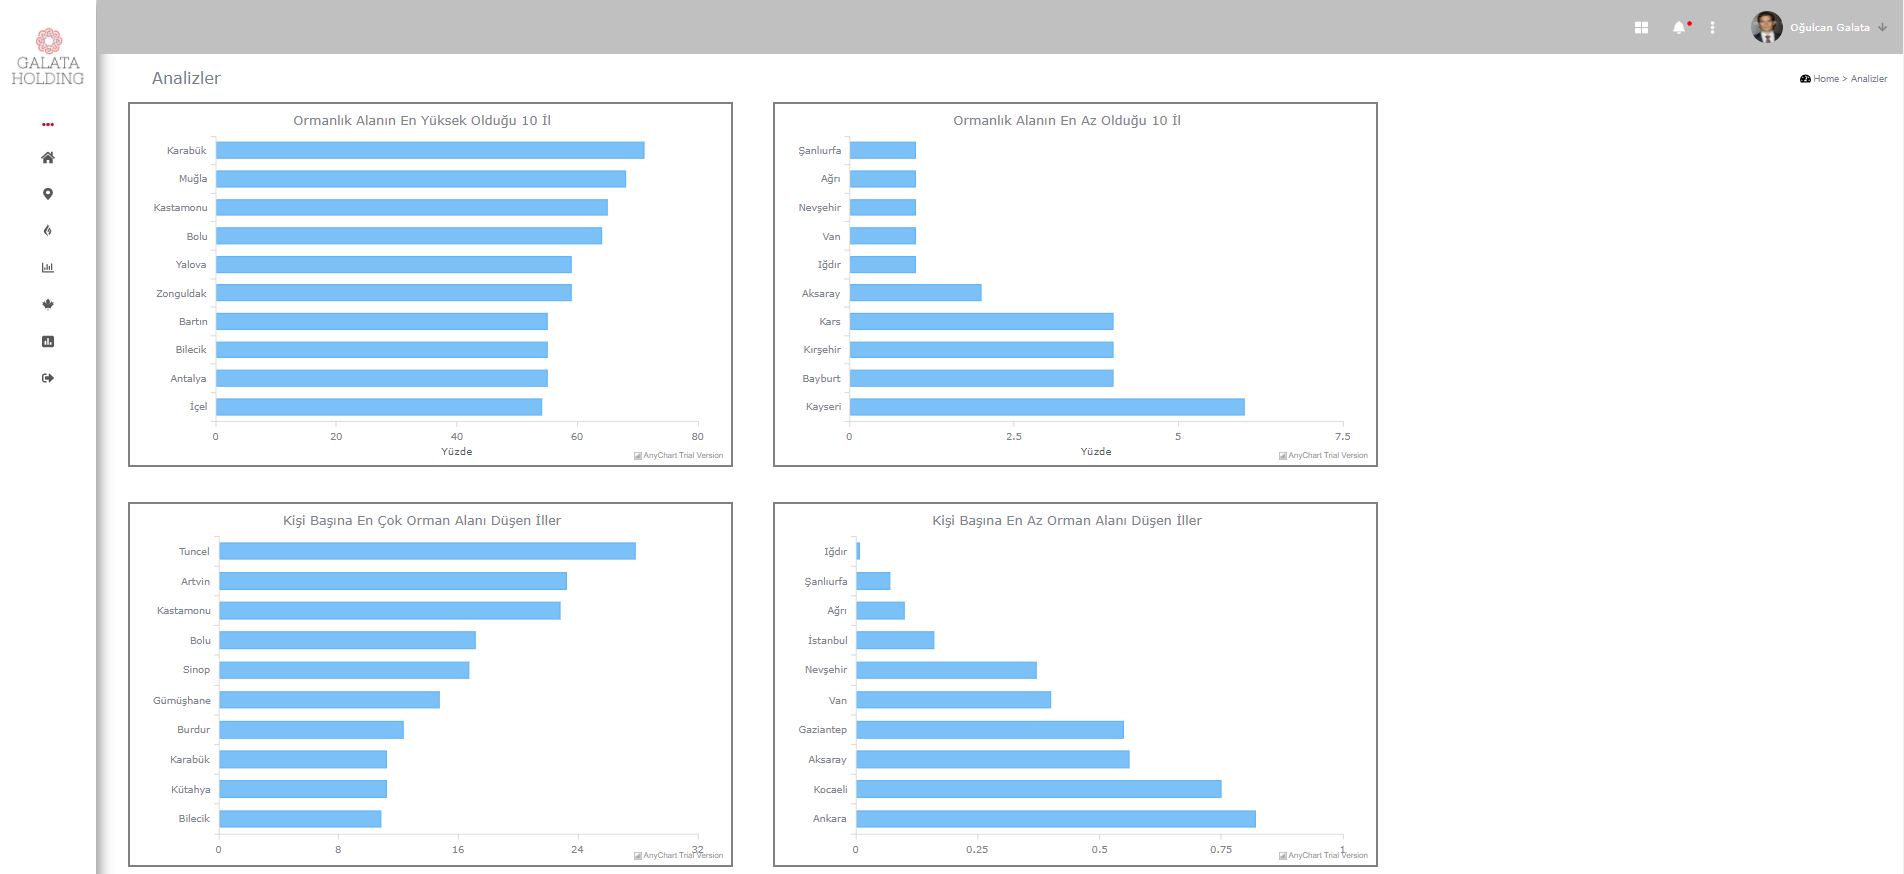 GALATA
HOLDING
Oğulcan Galata
Analizler
Home > Analizler
Ormanlık Alanın En Yüksek Olduğu 10 İl
Karabük
Muğla
Kastamonu
Bolu
Yalova
Zonguldak
Bartın
Bilecik
Antalya
İçel
0 20 40 60 80
Yüzde
AnyChart Trial Version
Ormanlık Alanın En Az Olduğu 10 İl
Şanlıurfa
Ağrı
Nevşehir
Van
Iğdır
Aksaray
Kars
Kırşehir
Bayburt
Kayseri
0 2.5 5 7.5
Yüzde
AnyChart Trial Version
Kişi Başına En Çok Orman Alanı Düşen İller
Tuncel
Artvin
Kastamonu
Bolu
Sinop
Gümüşhane
Burdur
Karabük
Kütahya
Bilecik
0 8 16 24 32
AnyChart Trial Version
Kişi Başına En Az Orman Alanı Düşen İller
Iğdır
Şanlıurfa
Ağrı
İstanbul
Nevşehir
Van
Gaziantep
Aksaray
Kocaeli
Ankara
0 0.25 0.5 0.75 1
AnyChart Trial Version